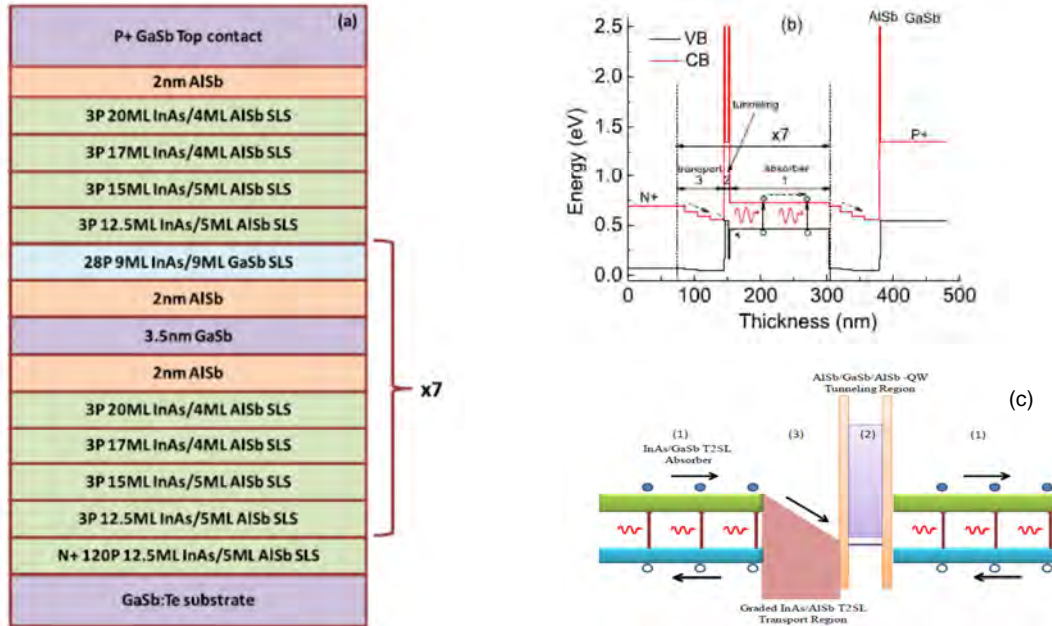 (a)
P+ GaSb Top contact
2nm AlSb
3P 20ML InAs/4ML AlSb SLS
3P 17ML InAs/4ML AlSb SLS
3P 15ML InAs/5ML AlSb SLS
3P 12.5ML InAs/5ML AlSb SLS
28P 9ML InAs/9ML GaSb SLS
2nm AlSb
3.5nm GaSb
2nm AlSb
3P 20ML InAs/4ML AlSb SLS
3P 17ML InAs/4ML AlSb SLS
3P 15ML InAs/5ML AlSb SLS
3P 12.5ML InAs/5ML AlSb SLS
N+ 120P 12.5ML InAs/5ML AlSb SLS
GaSb:Te substrate
x7
AlSb GaSb
(b)
VB
CB
2.5
2.0
1.5
1.0
0.5
0.0
Energy (eV)
tunneling
x7
transport
absorber
3
2
1
N+
P+
0
100
200
300
400
500
Thickness (nm)
AlSb/GaSb/AlSb -QW
Tunneling Region
(c)
(1)
InAs/GaSb T2SL
Absorber
(3)
(2)
(1)
Graded InAs/AlSb T2SL
Transport Region